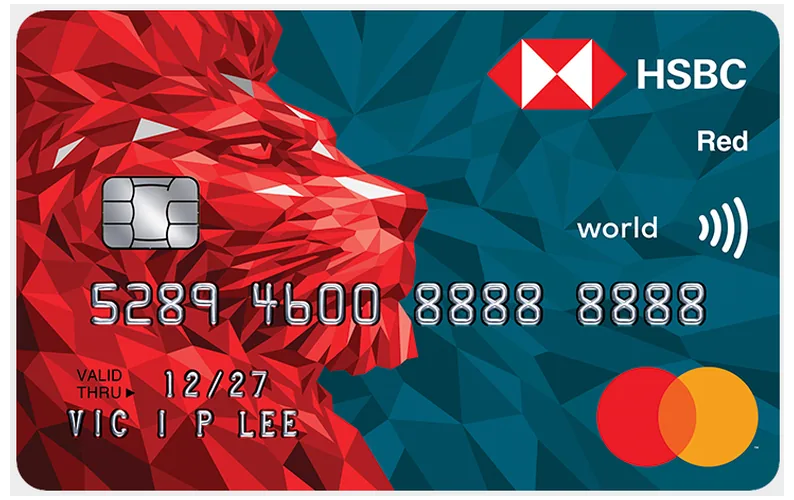 HSBC
Red
world
5289 4600 8888 8888
VALID
THRU ▶ 12/27
VIC I P LEE